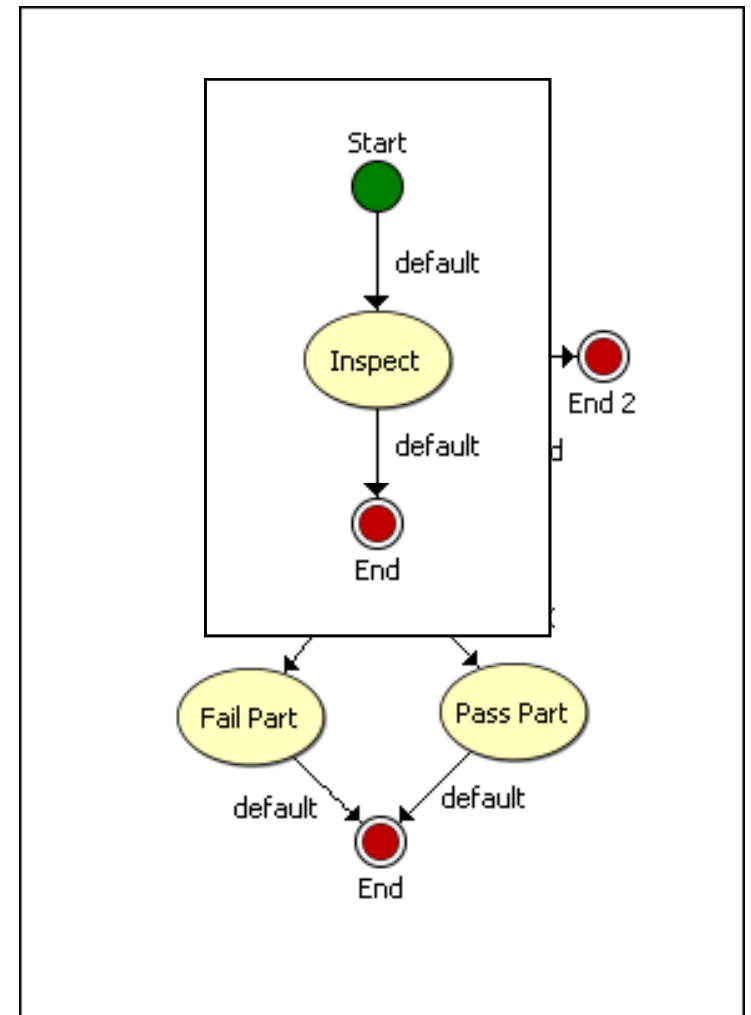 Start
default
Inspect
End 2
default
d
End
Fail Part
Pass Part
default
default
End